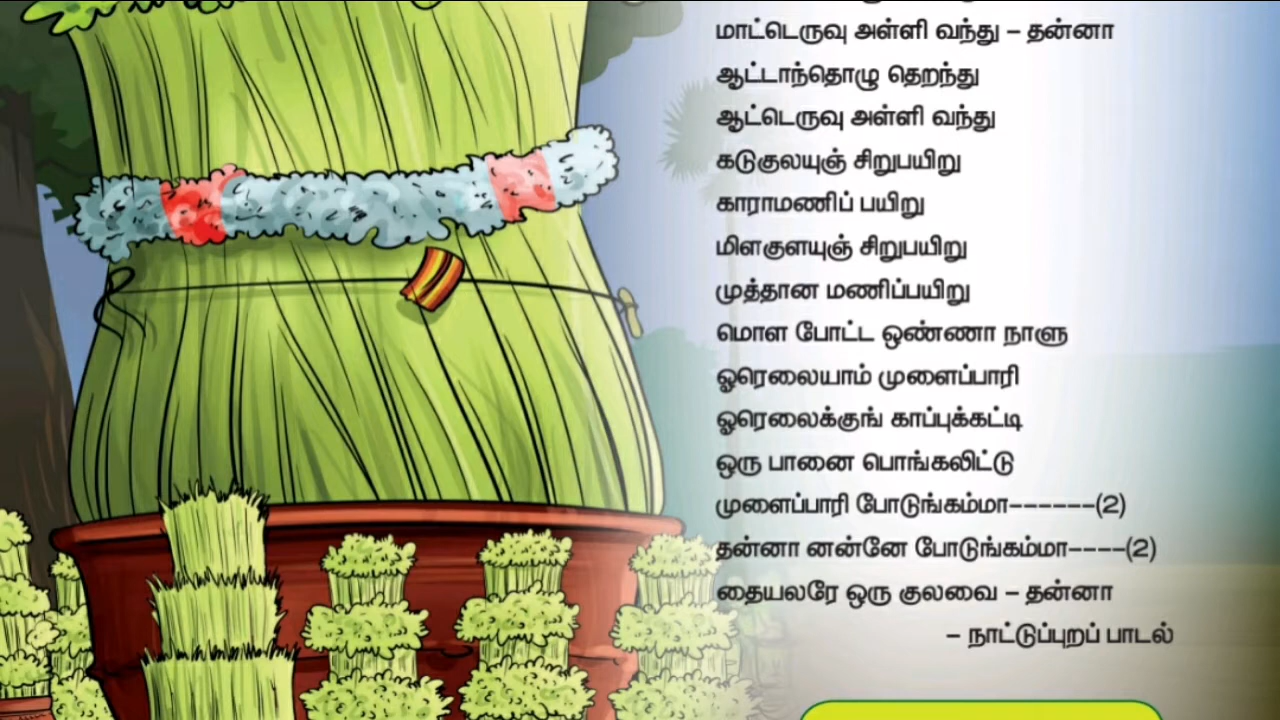 மாட்டெருவு அள்ளி வந்து – தன்னா
ஆட்டாந்தொழு தெறந்து
ஆட்டெருவு அள்ளி வந்து
கடுகுலயுஞ் சிறுபயிறு
காராமணிப் பயிறு
மிளகுளயுஞ் சிறுபயிறு
முத்தான மணிப்பயிறு
மொள போட்ட ஒண்ணா நாளு
ஓரெலையாம் முளைப்பாரி
ஓரெலைக்குங் காப்புக்கட்டி
ஒரு பானை பொங்கலிட்டு
முளைப்பாரி போடுங்கம்மா------(2)
தன்னா னன்னே போடுங்கம்மா----(2)
தையலரே ஒரு குலவை – தன்னா
– நாட்டுப்புறப் பாடல்